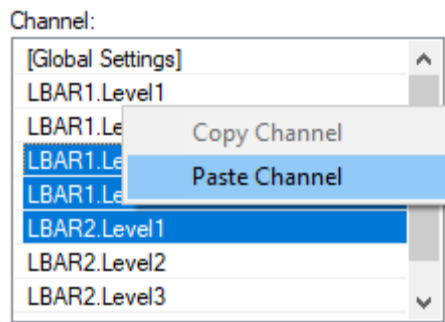 Channel:
[Global Settings]
LBAR1.Level1
LBAR1.Le
Copy Channel
LBAR1.Le
Paste Channel
LBAR1.Le
LBAR2.Level1
LBAR2.Level2
LBAR2.Level3